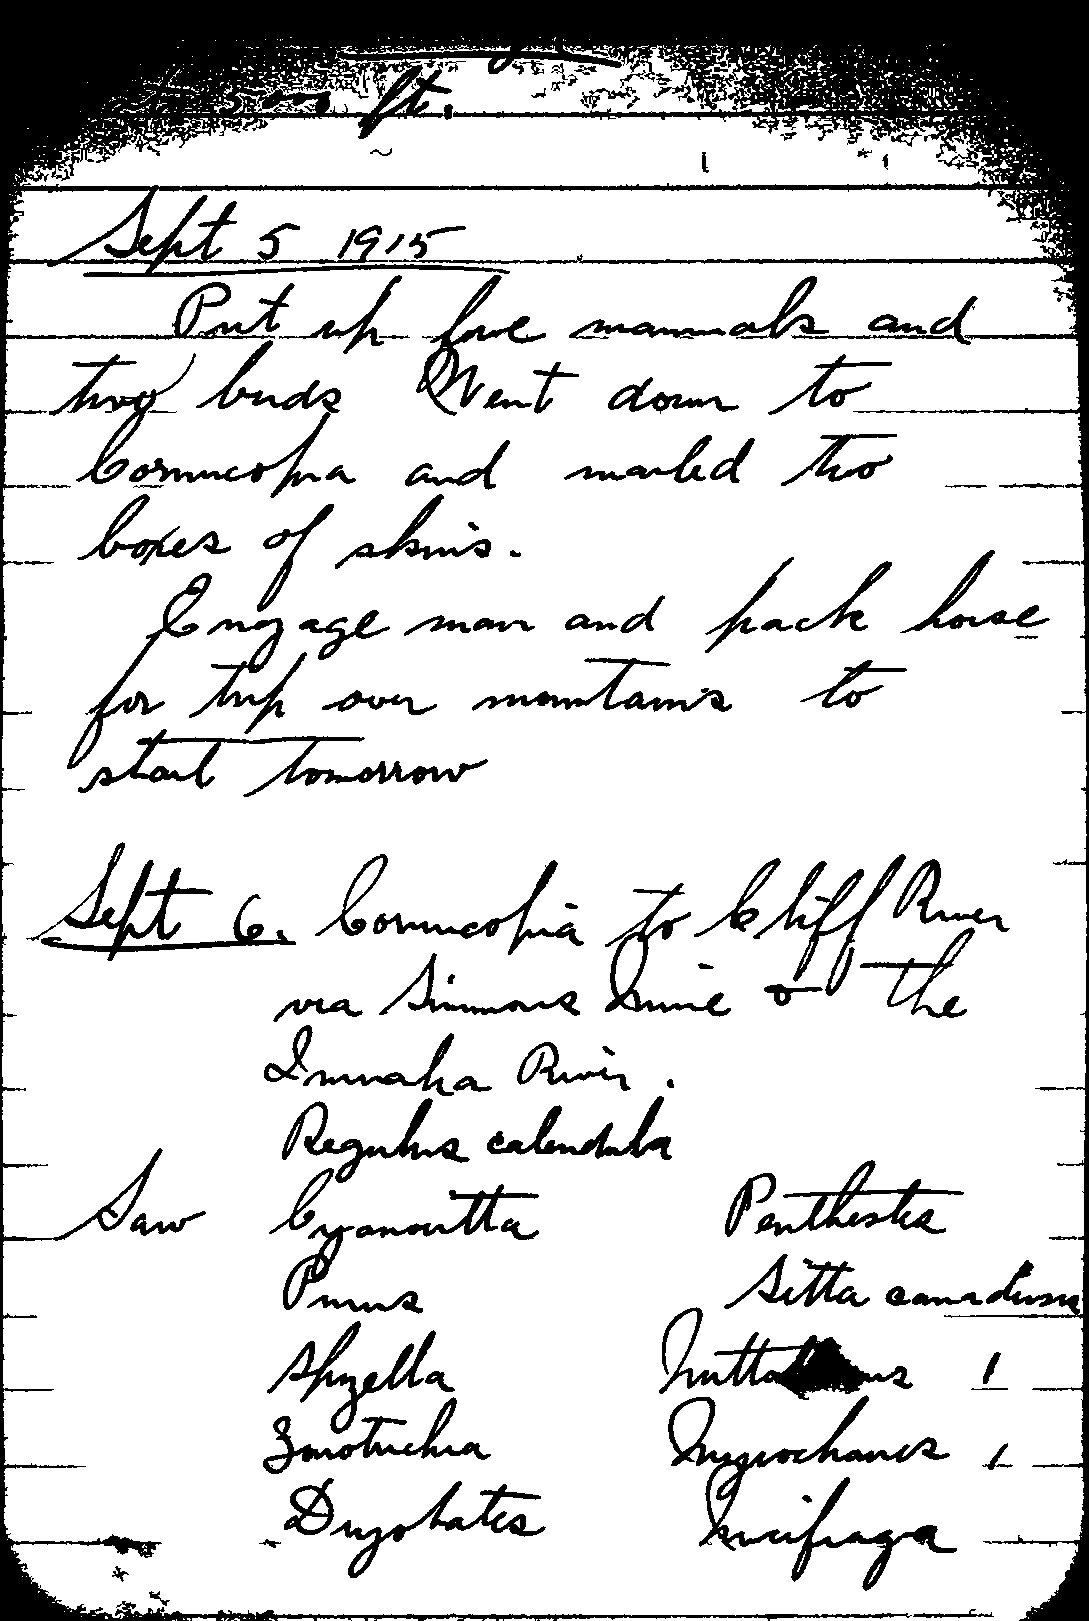 ft.
Sept 5 1915
Put up five mammals and
two birds Went down to
Cornucopia and mailed two
boxes of skins.
Engage man and pack horse
for trip over mountains to
start tomorrow
Sept 6. Cornucopia to Cliff River
via Simmons Mine & the
Imnaha River.
Regulus calendula
Saw Cyanocitta Penthestes
Pinus Sitta canadensis
Spizella 1
Zonotrichia Myiochanes 1
Dryobates Nucifraga